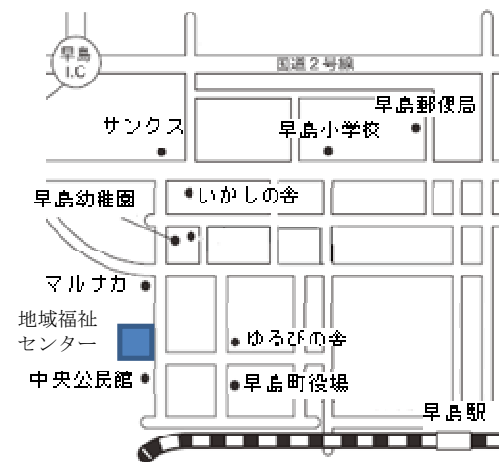 早島
I.C
国道2号線
早島郵便局
サンクス
早島小学校
早島幼稚園
いかしの舎
マルナカ
地域福祉
センター
ゆるびの舎
中央公民館
早島町役場
早島駅